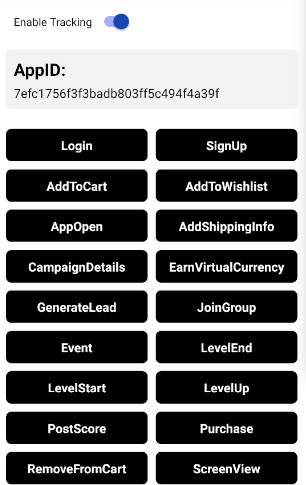 Enable Tracking
AppID:
7efc1756f3f3badb803ff5c494f4a39f
Login
SignUp
AddToCart
AddToWishlist
AppOpen
AddShippingInfo
CampaignDetails
EarnVirtualCurrency
GenerateLead
JoinGroup
Event
LevelEnd
LevelStart
LevelUp
PostScore
Purchase
RemoveFromCart
ScreenView